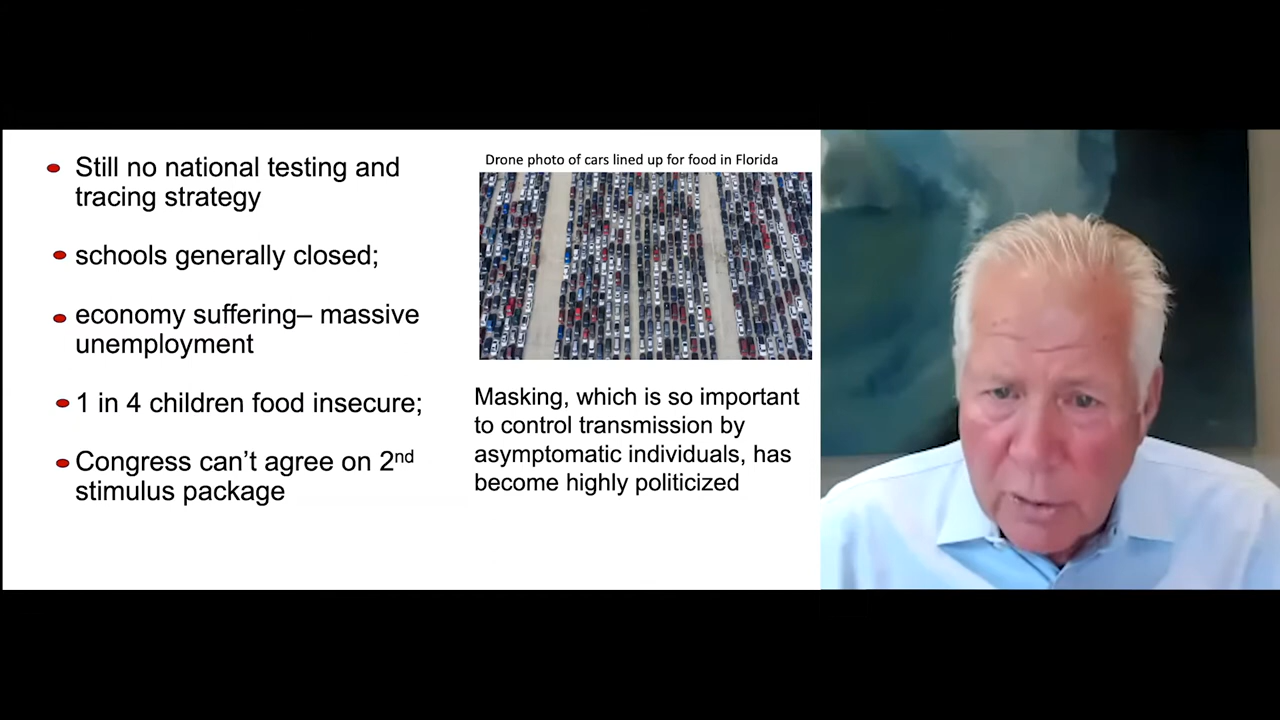 Still no national testing and
tracing strategy
schools generally closed;
economy suffering– massive
unemployment
1 in 4 children food insecure;
Congress can’t agree on 2nd
stimulus package
Drone photo of cars lined up for food in Florida
Masking, which is so important
to control transmission by
asymptomatic individuals, has
become highly politicized